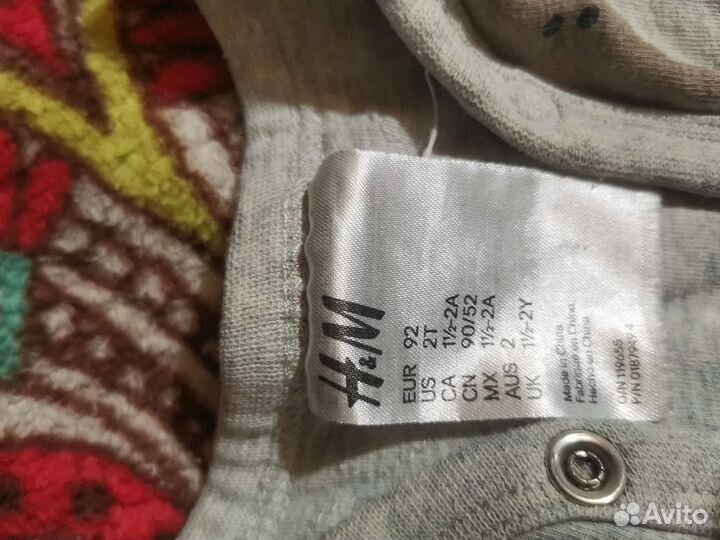 H&M
EUR 92
US 2T
CA 1½-2A
CN 90/52
MX 1½-2A
AUS 2
UK 1½-2Y
Made in China
Fabriqué en Chine
Hecho en China
Avito